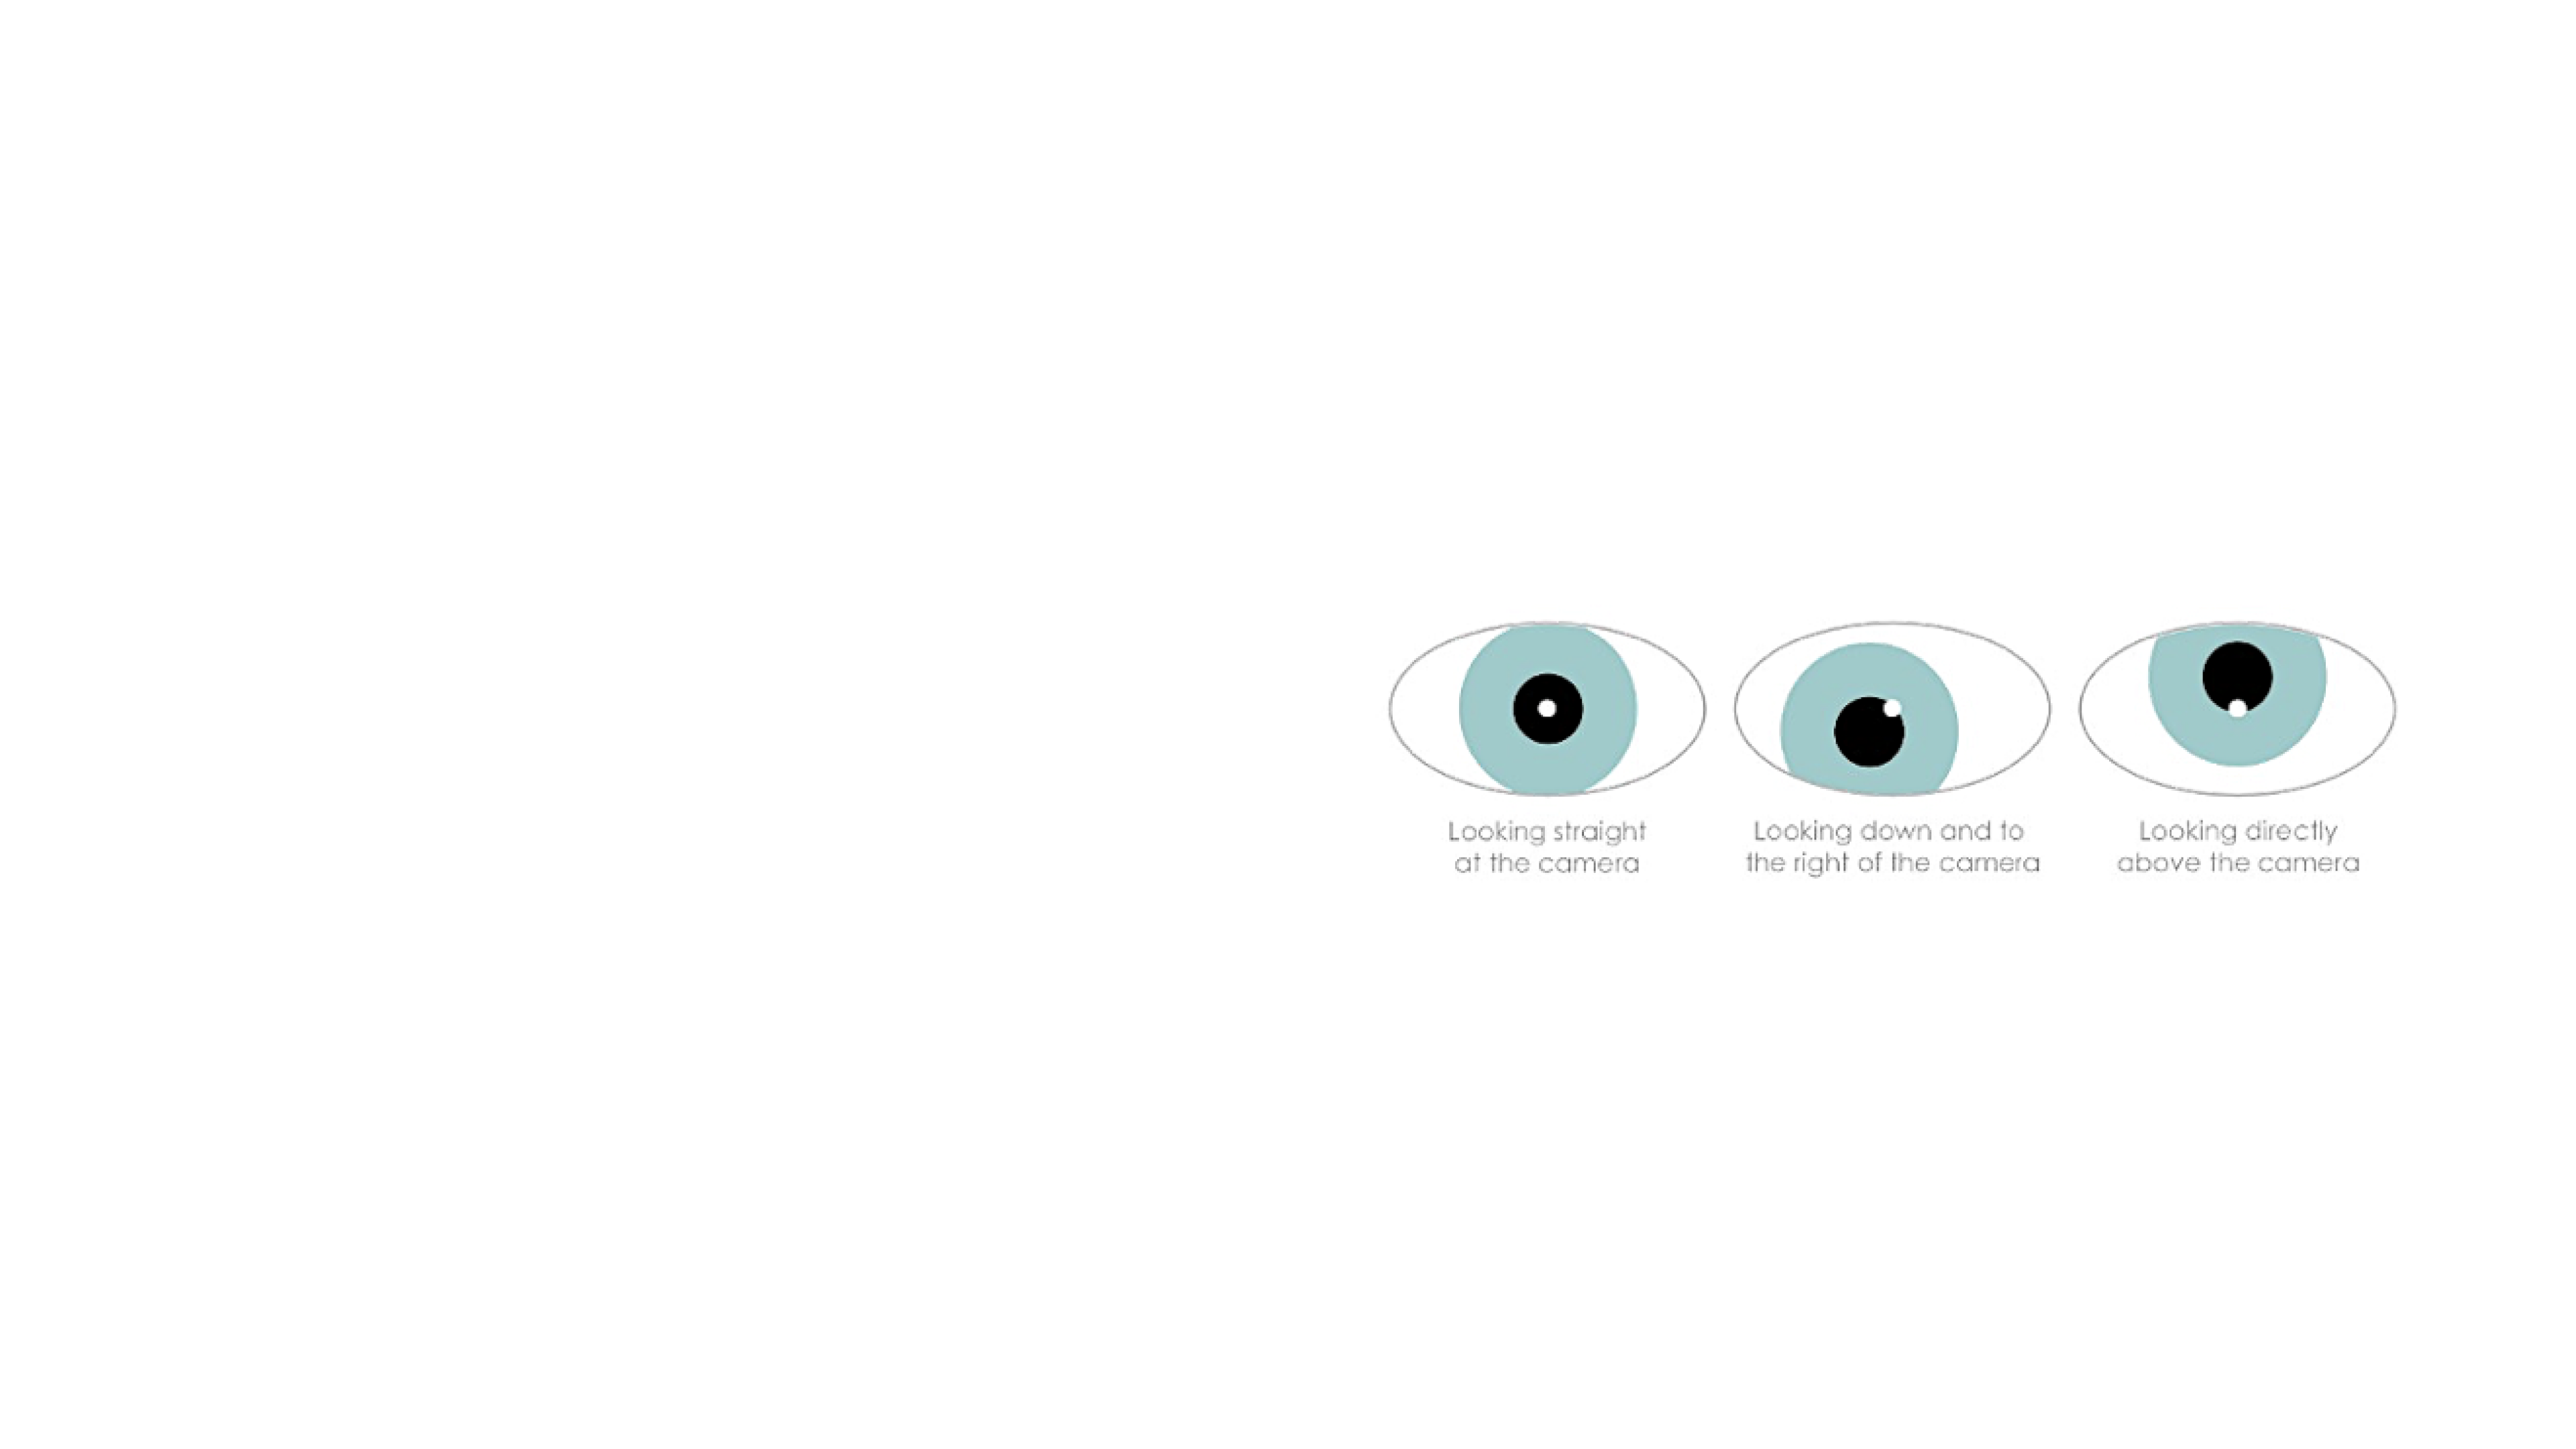 Looking straight
at the camera
Looking down and to
the right of the camera
Looking directly
above the camera